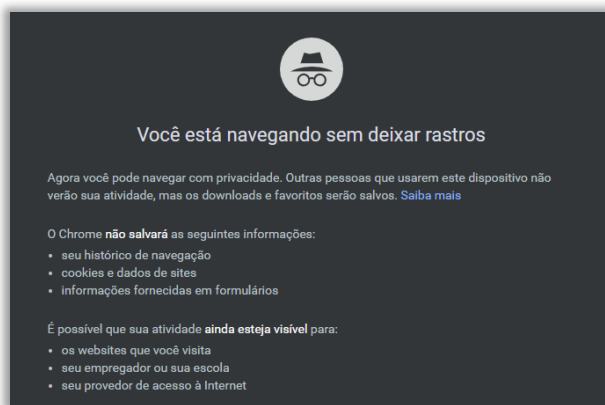 Você está navegando sem deixar rastros
Agora você pode navegar com privacidade. Outras pessoas que usarem este dispositivo não
verão sua atividade, mas os downloads e favoritos serão salvos. Saiba mais
O Chrome não salvará as seguintes informações:
• seu histórico de navegação
• cookies e dados de sites
• informações fornecidas em formulários
É possível que sua atividade ainda esteja visível para:
• os websites que você visita
• seu empregador ou sua escola
• seu provedor de acesso à Internet